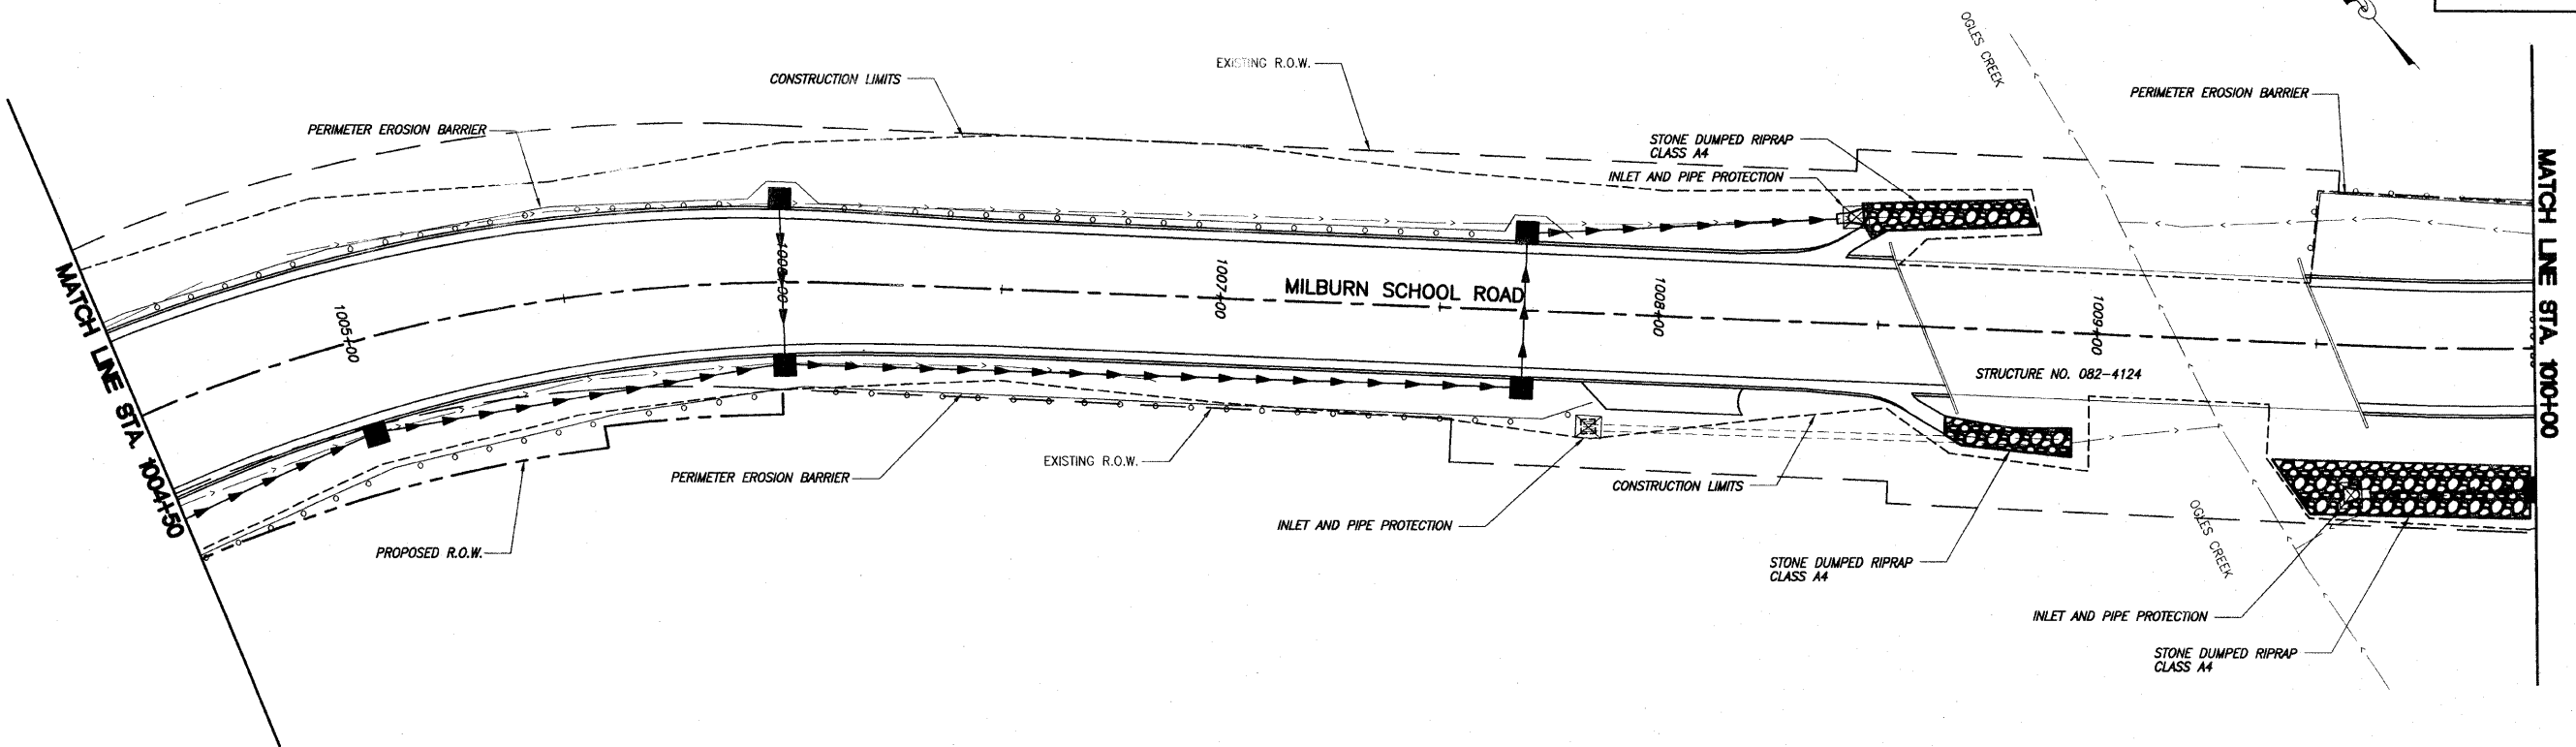 OGLES CREEK
EXISTING R.O.W.
CONSTRUCTION LIMITS
PERIMETER EROSION BARRIER
PERIMETER EROSION BARRIER
STONE DUMPED RIPRAP
CLASS A4
INLET AND PIPE PROTECTION
MATCH LINE STA. 1004+50
1005+00
1006+00
1007+00
MILBURN SCHOOL ROAD
1008+00
1009+00
MATCH LINE STA. 1010+00
STRUCTURE NO. 082-4124
PROPOSED R.O.W.
PERIMETER EROSION BARRIER
EXISTING R.O.W.
INLET AND PIPE PROTECTION
CONSTRUCTION LIMITS
STONE DUMPED RIPRAP
CLASS A4
OGLES CREEK
INLET AND PIPE PROTECTION
STONE DUMPED RIPRAP
CLASS A4